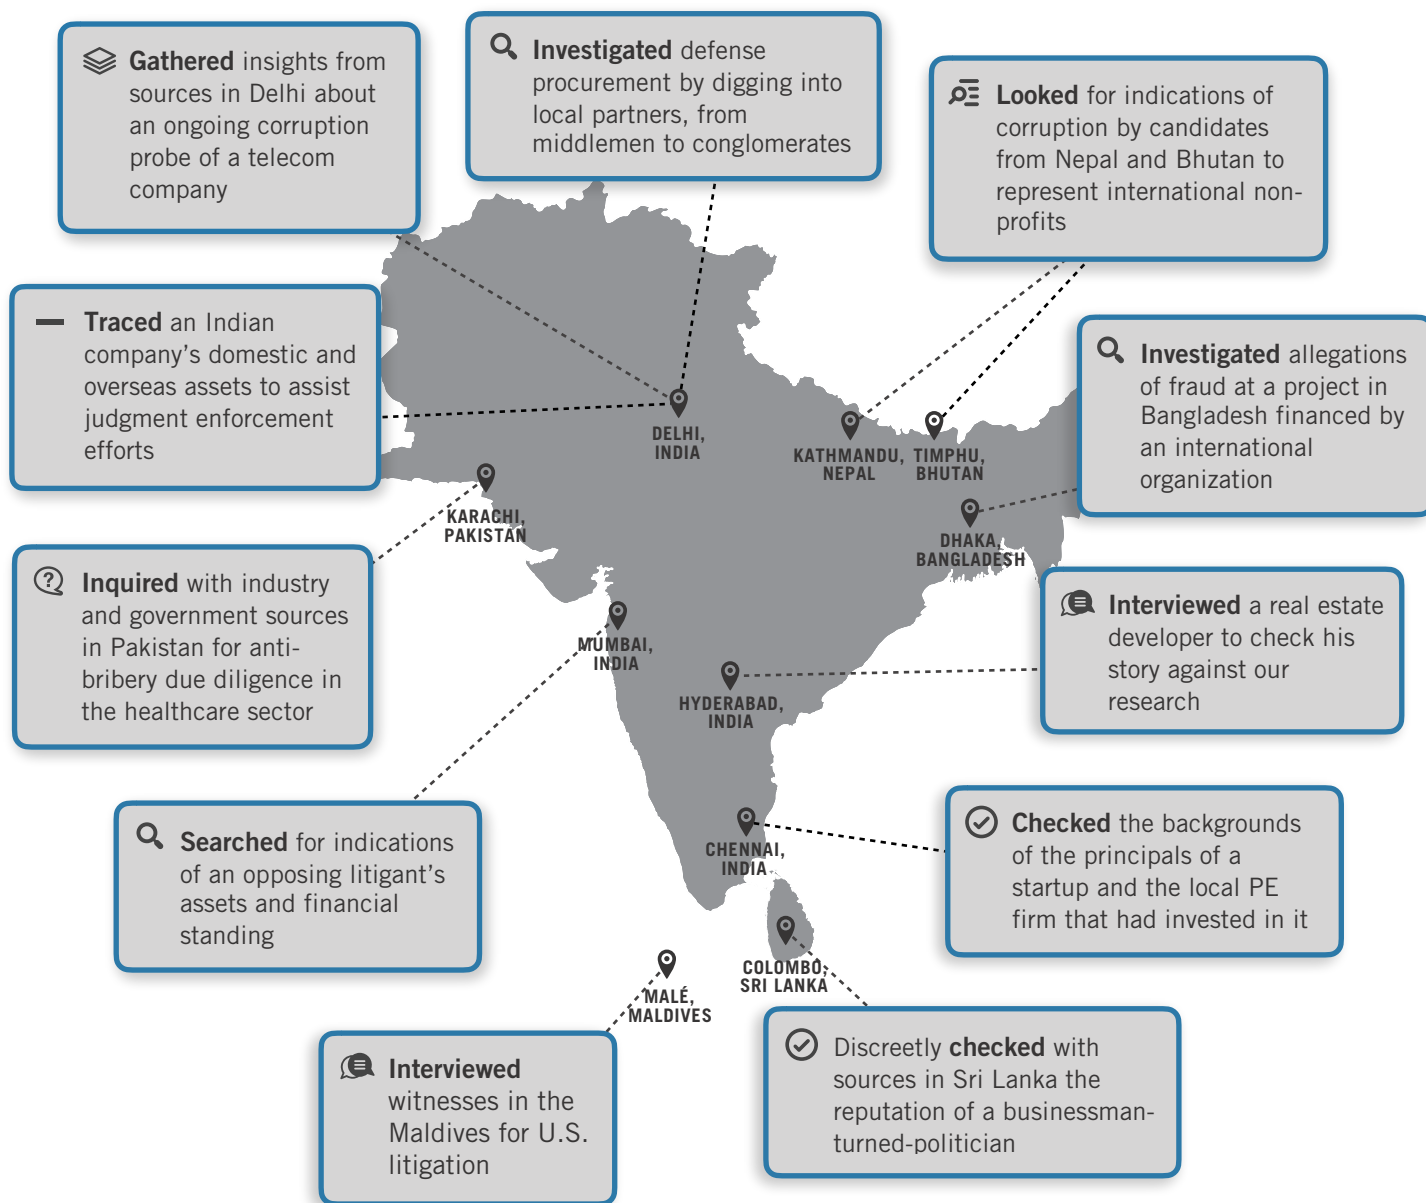 Gathered insights from
sources in Delhi about
an ongoing corruption
probe of a telecom
company
Investigated defense
procurement by digging into
local partners, from
middlemen to conglomerates
Looked for indications of
corruption by candidates
from Nepal and Bhutan to
represent international non-
profits
Traced an Indian
company’s domestic and
overseas assets to assist
judgment enforcement
efforts
Investigated allegations
of fraud at a project in
Bangladesh financed by
an international
organization
DELHI,
INDIA
KATHMANDU,
NEPAL
TIMPHU,
BHUTAN
KARACHI,
PAKISTAN
DHAKA,
BANGLADESH
Inquired with industry
and government sources
in Pakistan for anti-
bribery due diligence in
the healthcare sector
Interviewed a real estate
developer to check his
story against our
research
MUMBAI,
INDIA
HYDERABAD,
INDIA
Searched for indications
of an opposing litigant’s
assets and financial
standing
CHENNAI,
INDIA
Checked the backgrounds
of the principals of a
startup and the local PE
firm that had invested in it
COLOMBO,
SRI LANKA
MALÉ,
MALDIVES
Interviewed
witnesses in the
Maldives for U.S.
litigation
Discreetly checked with
sources in Sri Lanka the
reputation of a businessman-
turned-politician